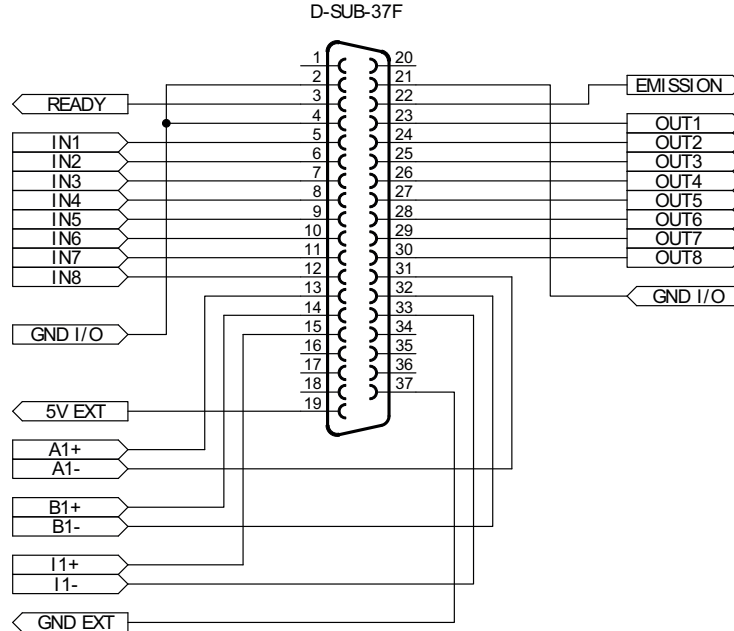 D-SUB-37F
1 20
2 21
EMISSION
READY 3 22
4 23 OUT1
IN1 5 24 OUT2
IN2 6 25 OUT3
IN3 7 26 OUT4
IN4 8 27 OUT5
IN5 9 28 OUT6
IN6 10 29 OUT7
IN7 11 30 OUT8
IN8 12 31
13 32 GND I/O
14 33
GND I/O 15 34
16 35
17 36
18 37
5V EXT 19
A1+
A1-
B1+
B1-
I1+
I1-
GND EXT